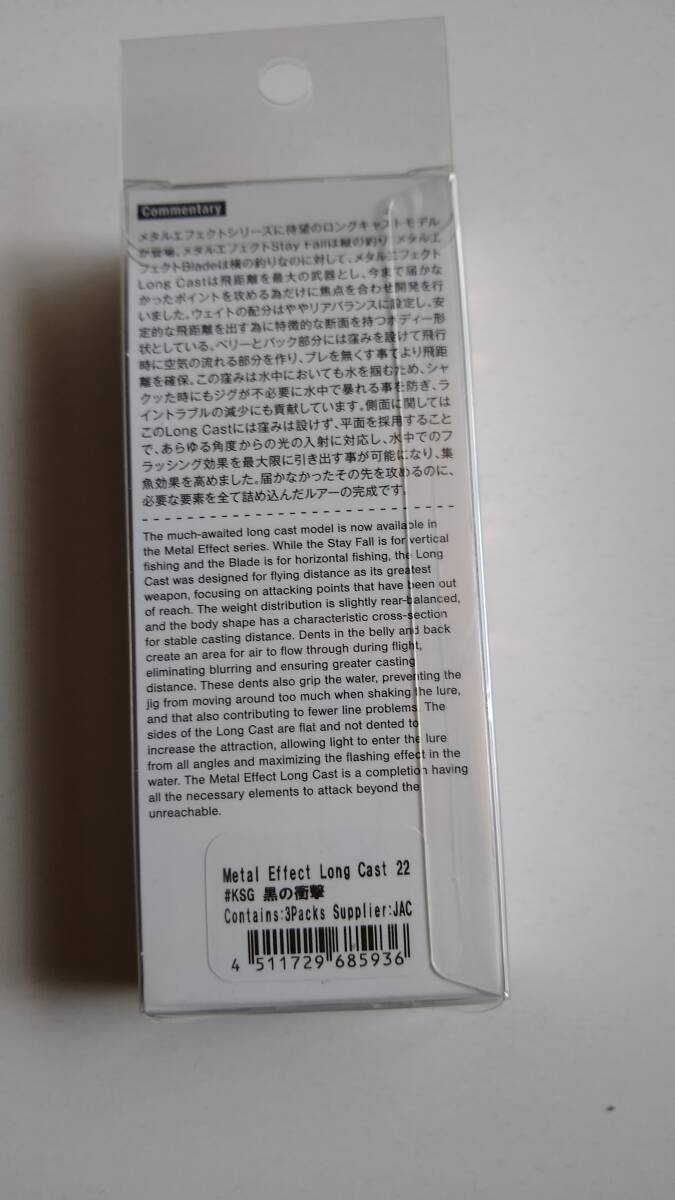 Commentary
メタルエフェクトシリーズに待望のロングキャストモデル
が登場。メタルエフェクトStay Fallは縦の釣り、メタルエ
フェクトBladeは横の釣りなのに対して、メタルエフェクト
Long Castは飛距離を最大の武器とし、今まで届かな
かったポイントを攻める為だけに焦点を合わせ開発を行
いました。ウェイトの配分はややリアバランスに設定し、安
定的な飛距離を出す為に特徴的な断面を持つボディー形
状としている。ベリーとバック部分には窪みを設けて飛行
時に空気の流れる部分を作り、ブレを無くす事でより飛距
離を確保。この窪みは水中においても水を掴むため、シャ
クッた時にもジグが不必要に水中で暴れる事を防ぎ、ラ
イントラブルの減少にも貢献しています。側面に関しては
このLong Castには窪みは設けず、平面を採用すること
で、あらゆる角度からの光の入射に対応し、水中でのフ
ラッシング効果を最大限に引き出す事が可能になり、集
魚効果を高めました。届かなかったその先を攻めるのに、
必要な要素を全て詰め込んだルアーの完成です。
The much-awaited long cast model is now available in
the Metal Effect series. While the Stay Fall is for vertical
fishing and the Blade is for horizontal fishing, the Long
Cast was designed for flying distance as its greatest
weapon, focusing on attacking points that have been out
of reach. The weight distribution is slightly rear-balanced,
and the body shape has a characteristic cross-section
for stable casting distance. Dents in the belly and back
create an area for air to flow through during flight,
eliminating blurring and ensuring greater casting
distance. These dents also grip the water, preventing the
jig from moving around too much when shaking the lure,
and that also contributing to fewer line problems. The
sides of the Long Cast are flat and not dented to
increase the attraction, allowing light to enter the lure
from all angles and maximizing the flashing effect in the
water. The Metal Effect Long Cast is a completion having
all the necessary elements to attack beyond the
unreachable.
Metal Effect Long Cast 22
#KSG 黒の衝撃
Contains:3Packs Supplier:JAC
4 511729 685936